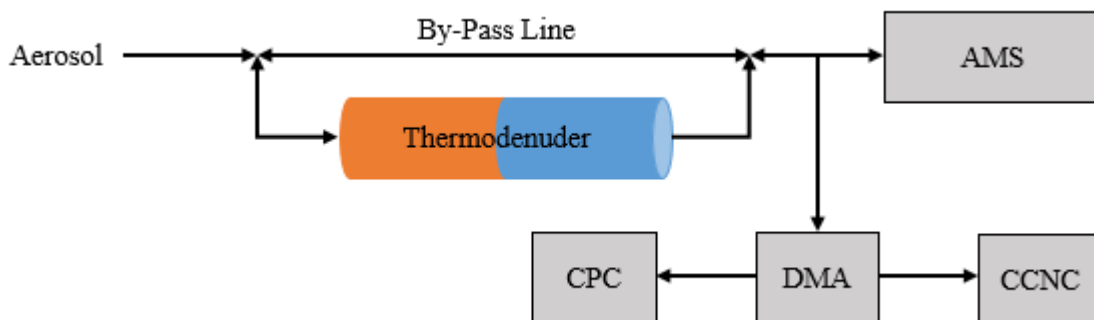 By-Pass Line
Aerosol
AMS
Thermodenuder
CPC
DMA
CCNC